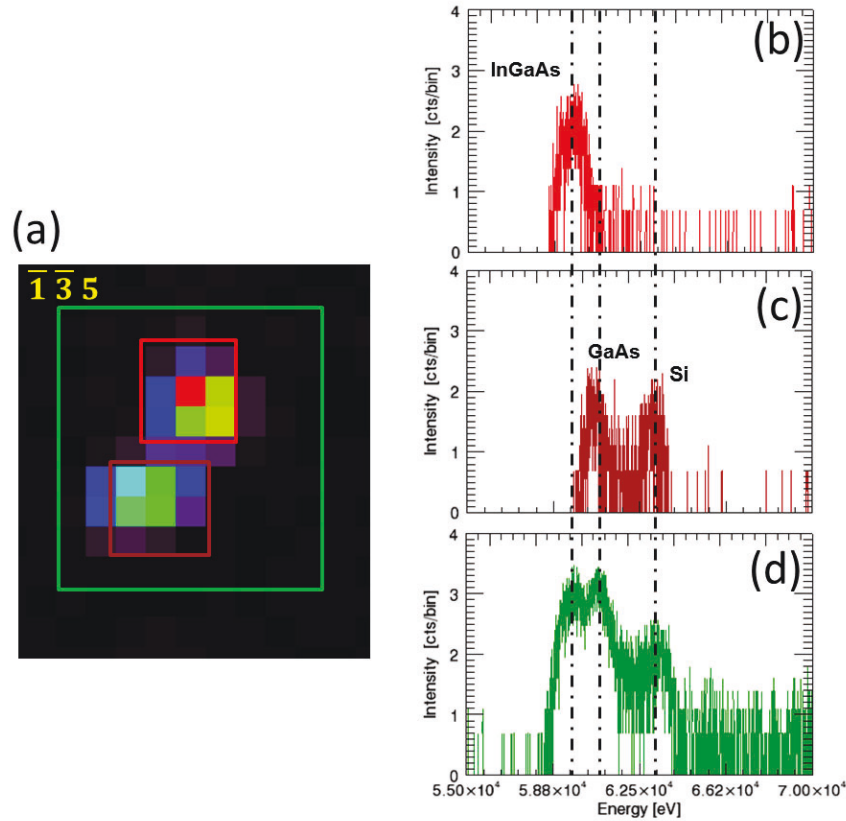 (a)
1̅ 3̅ 5
(b)
InGaAs
Intensity [cts/bin]
4
3
2
1
0
(c)
GaAs
Si
Intensity [cts/bin]
4
3
2
1
0
(d)
Intensity [cts/bin]
4
3
2
1
0
5.50×10⁴ 5.88×10⁴ 6.25×10⁴ 6.62×10⁴ 7.00×10⁴
Energy [eV]